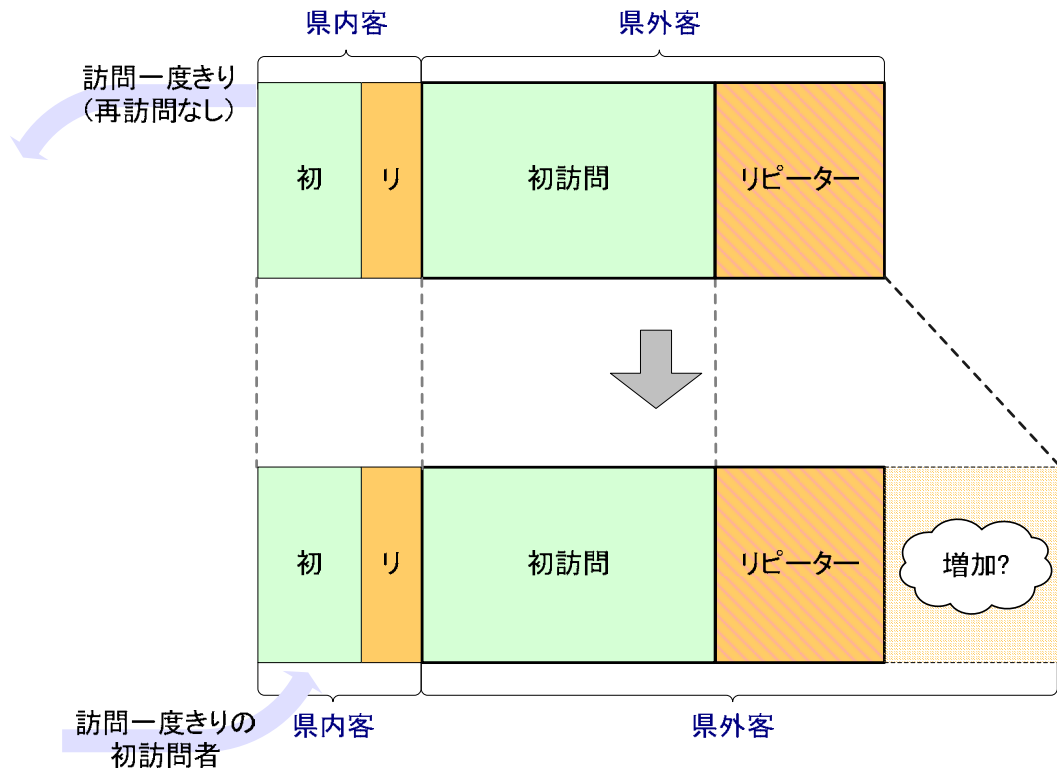 県内客
県外客
訪問一度きり
（再訪問なし）
初
リ
初訪問
リピーター
初
リ
初訪問
リピーター
増加?
訪問一度きりの
初訪問者
県内客
県外客